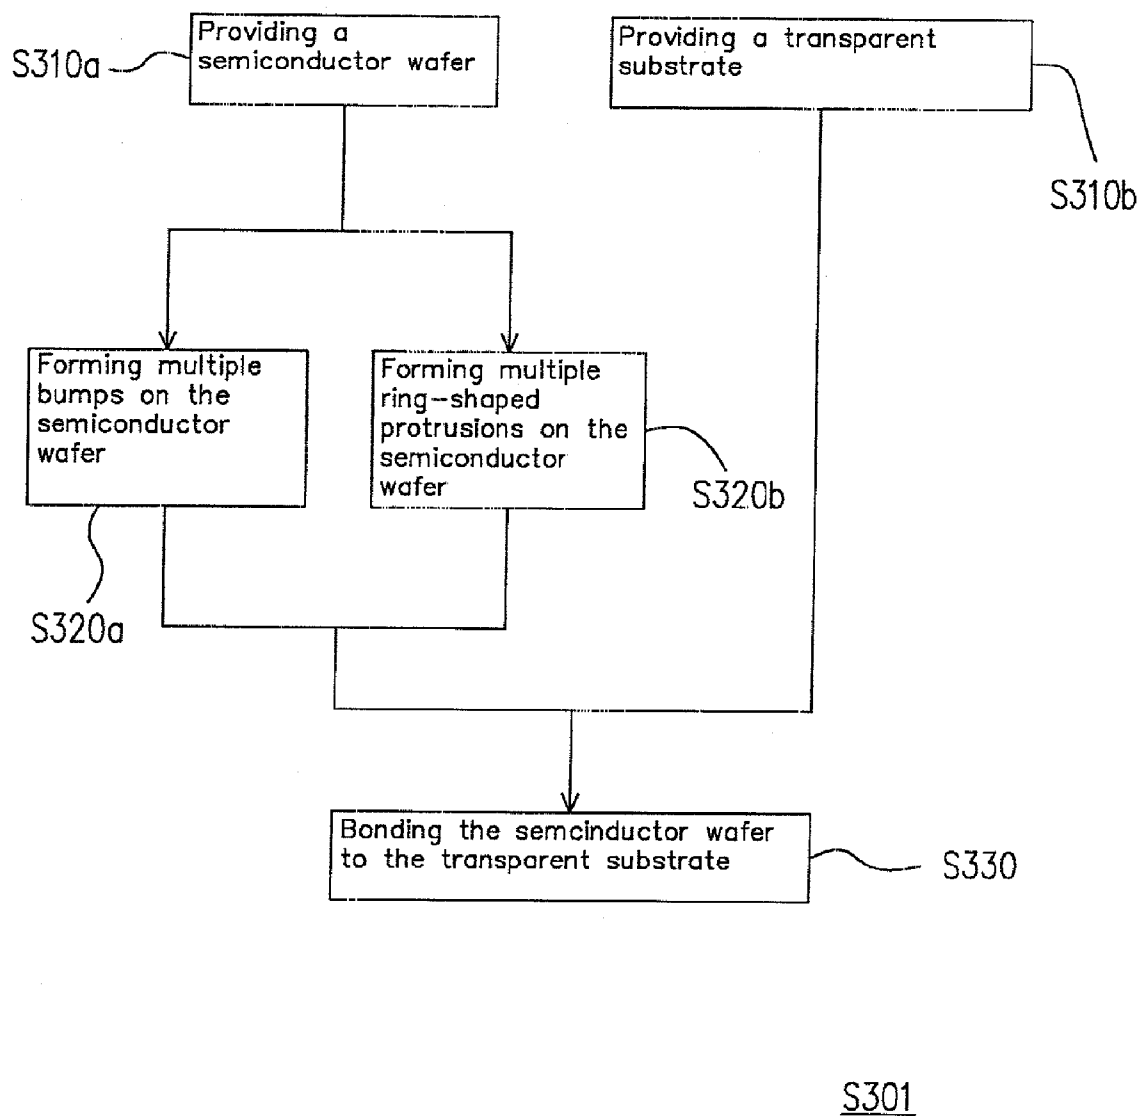 Providing a
semiconductor wafer
S310a
Providing a transparent
substrate
S310b
Forming multiple
bumps on the
semiconductor
wafer
S320a
Forming multiple
ring-shaped
protrusions on the
semiconductor
wafer
S320b
Bonding the semcinductor wafer
to the transparent substrate
S330
S301